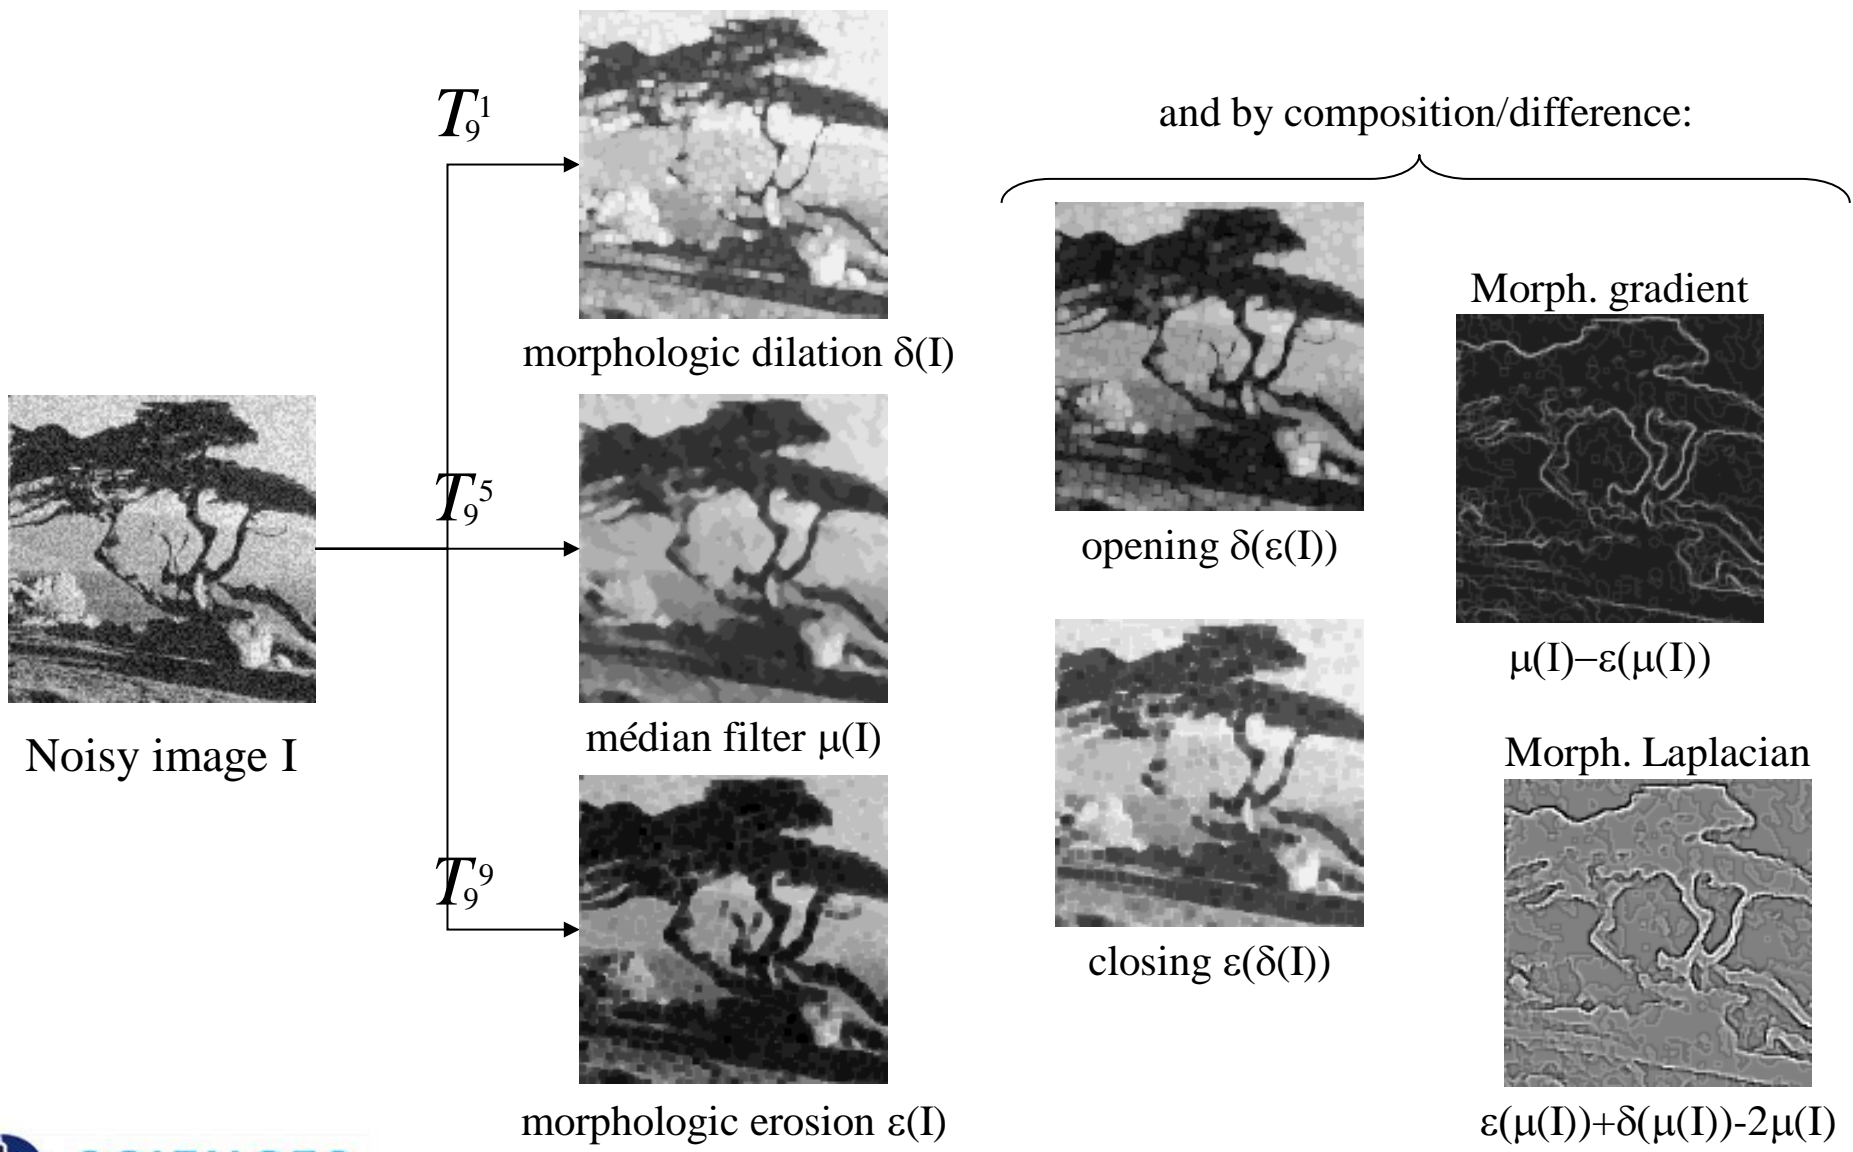 T₉¹
morphologic dilation δ(I)
T₉⁵
médian filter μ(I)
T₉⁹
morphologic erosion ε(I)
Noisy image I
and by composition/difference:
opening δ(ε(I))
closing ε(δ(I))
Morph. gradient
μ(I)−ε(μ(I))
Morph. Laplacian
ε(μ(I))+δ(μ(I))-2μ(I)